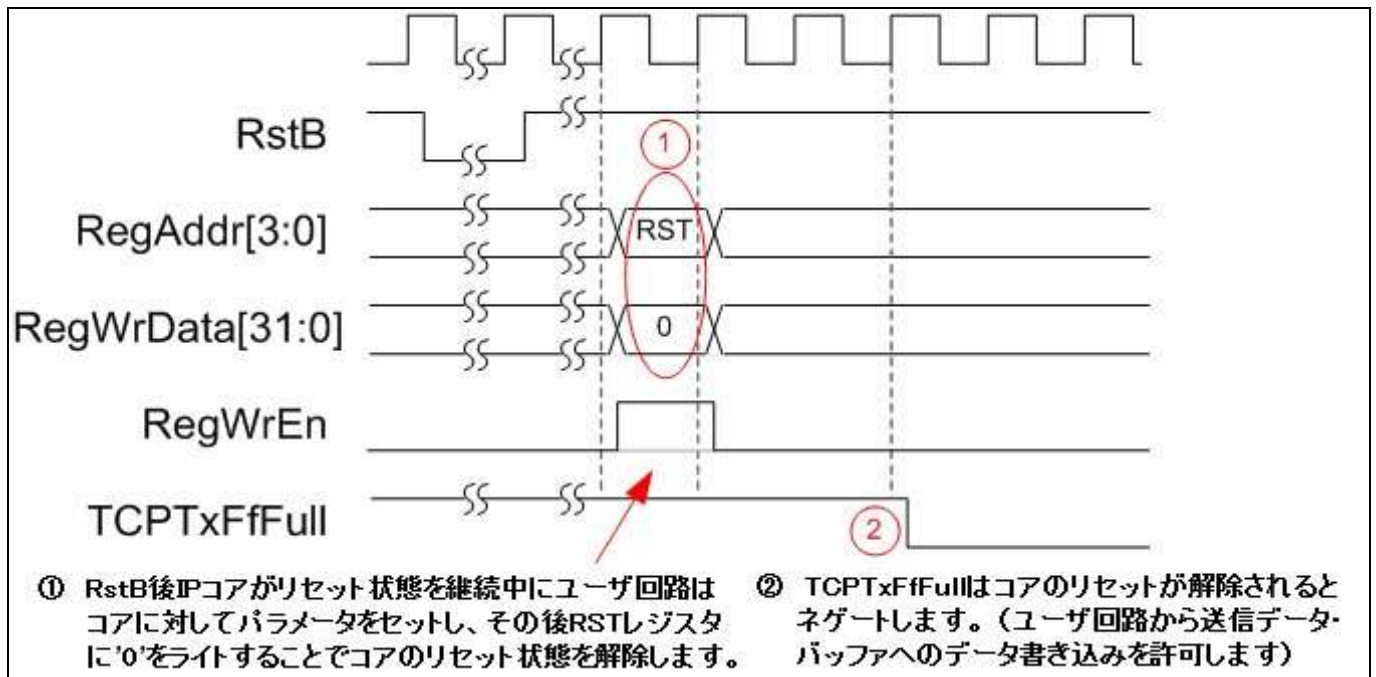 RstB
①
RegAddr[3:0]
RST
RegWrData[31:0]
0
RegWrEn
TCPTxFfFull
②
① RstB後IPコアがリセット状態を継続中にユーザ回路は
コアに対してパラメータをセットし、その後RSTレジスタ
に'0'をライトすることでコアのリセット状態を解除します。
② TCPTxFfFullはコアのリセットが解除されると
ネゲートします。(ユーザ回路から送信データ・
バッファへのデータ書き込みを許可します)